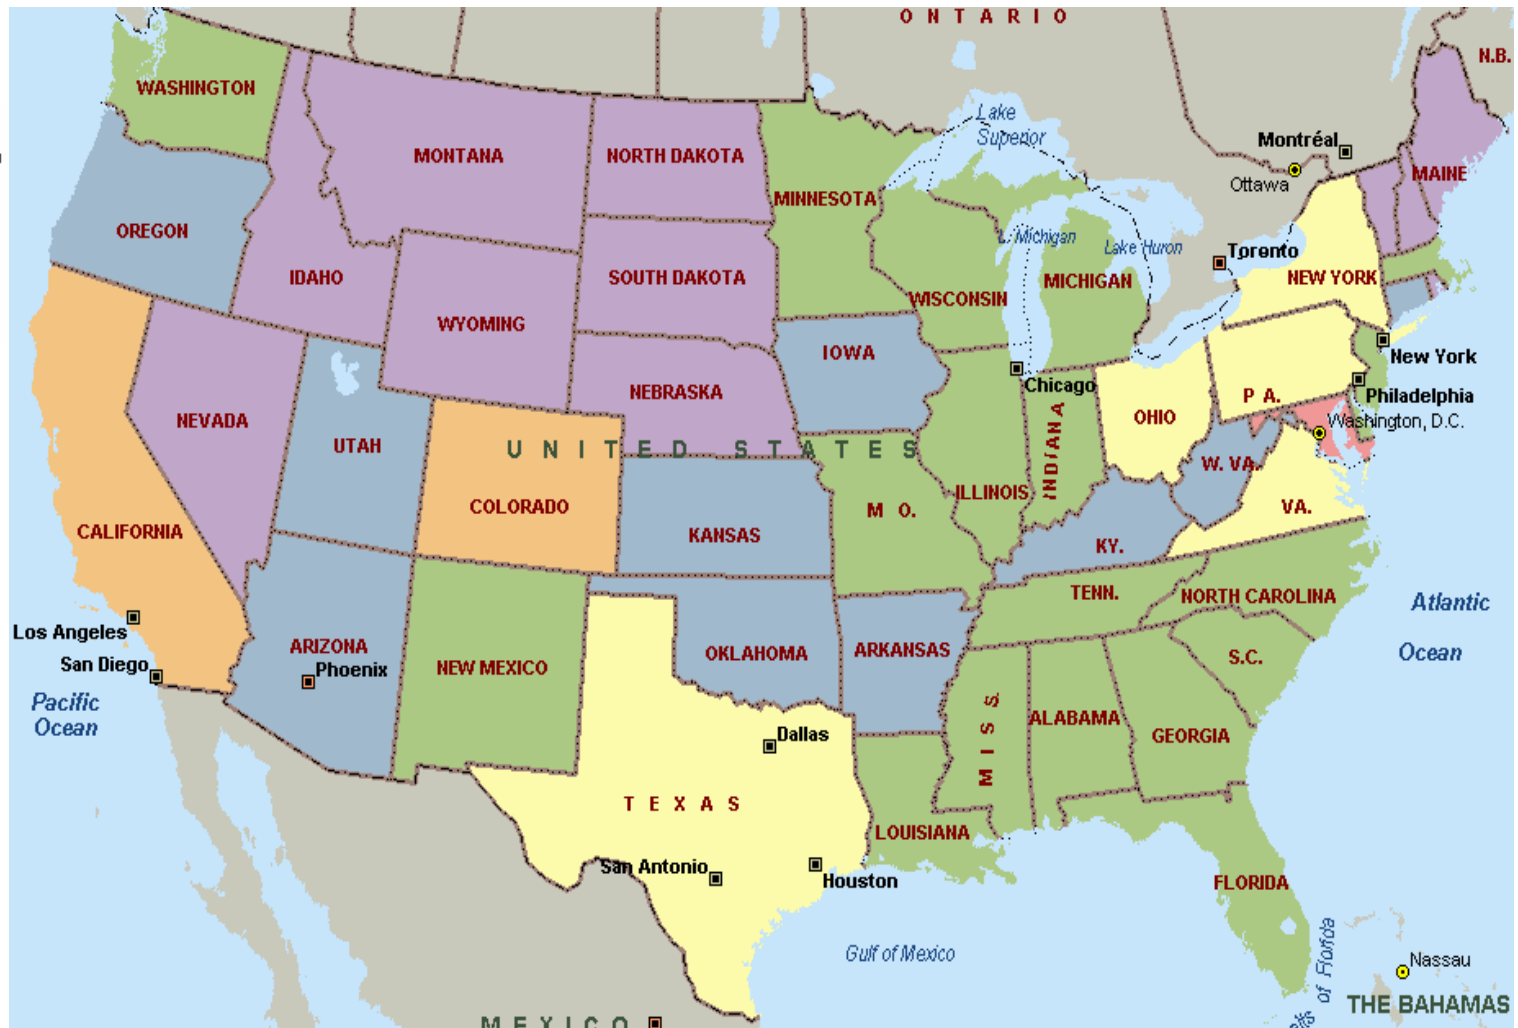 ONTARIO
N.B.
WASHINGTON
Lake
Superior
Montréal
MONTANA
NORTH DAKOTA
MINNESOTA
Ottawa
MAINE
OREGON
L. Michigan
Lake Huron
Toronto
IDAHO
SOUTH DAKOTA
MICHIGAN
NEW YORK
WISCONSIN
WYOMING
IOWA
New York
NEBRASKA
Chicago
P A.
Philadelphia
NEVADA
OHIO
Washington, D.C.
UTAH
UNITED STATES
INDIANA
W. VA.
COLORADO
ILLINOIS
M O.
VA.
CALIFORNIA
KANSAS
KY.
TENN.
NORTH CAROLINA
Atlantic
Ocean
Los Angeles
ARIZONA
Phoenix
San Diego
NEW MEXICO
OKLAHOMA
ARKANSAS
S.C.
Pacific
Ocean
MISS.
ALABAMA
GEORGIA
Dallas
TEXAS
LOUISIANA
San Antonio
Houston
FLORIDA
Gulf of Mexico
of Florida
Nassau
THE BAHAMAS
MEXICO